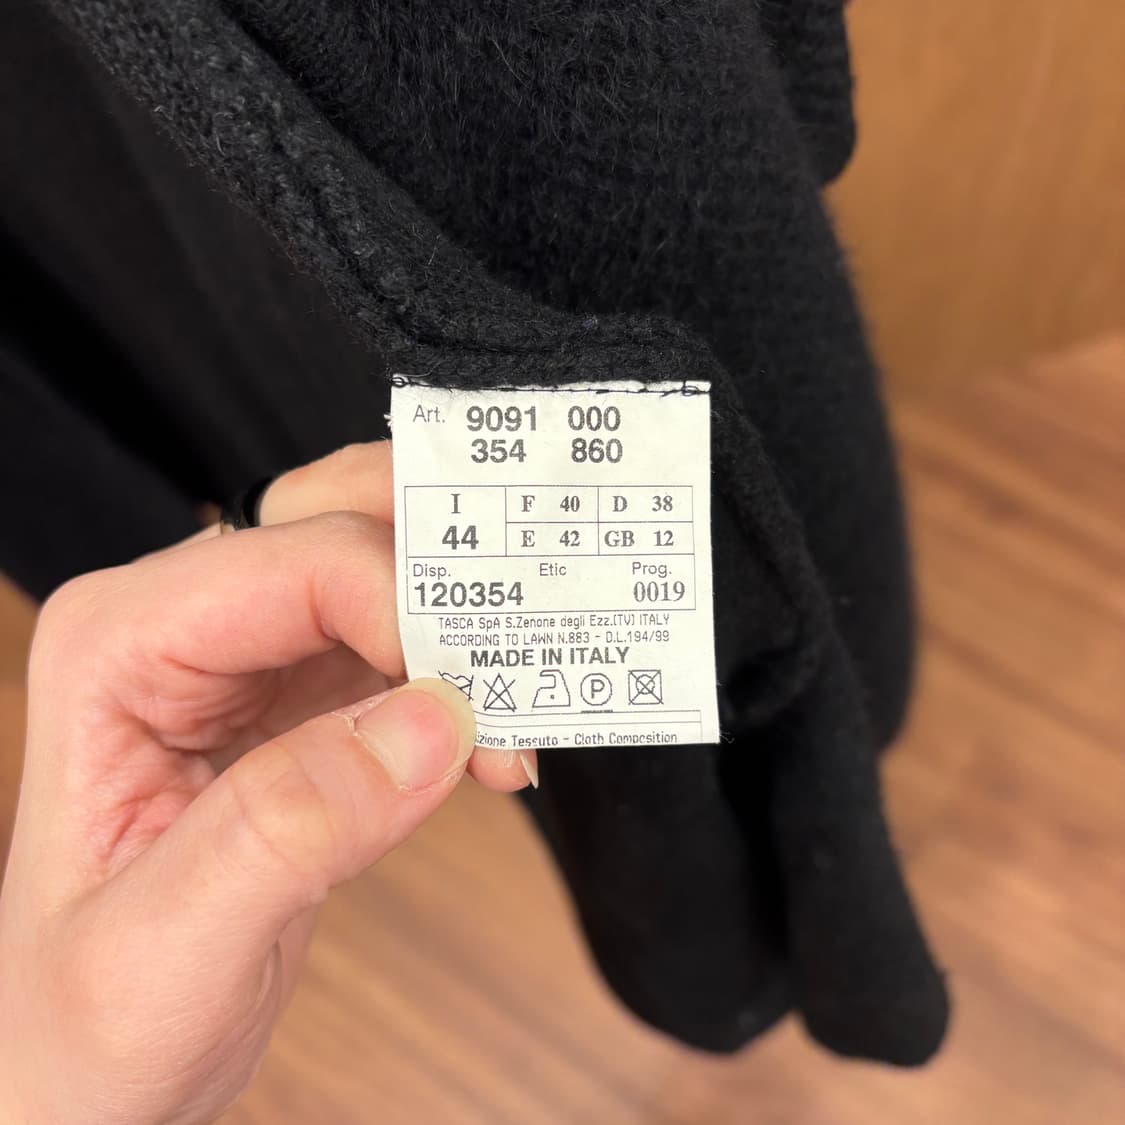 Art. 9091 000
354 860
I F 40 D 38
44 E 42 GB 12
Disp. Etic Prog.
120354 0019
TASCA SpA S.Zenone degli Ezz.(TV) ITALY
ACCORDING TO LAWN N.883 - D.L.194/99
MADE IN ITALY
P
izione Tessuto - Cloth Composition